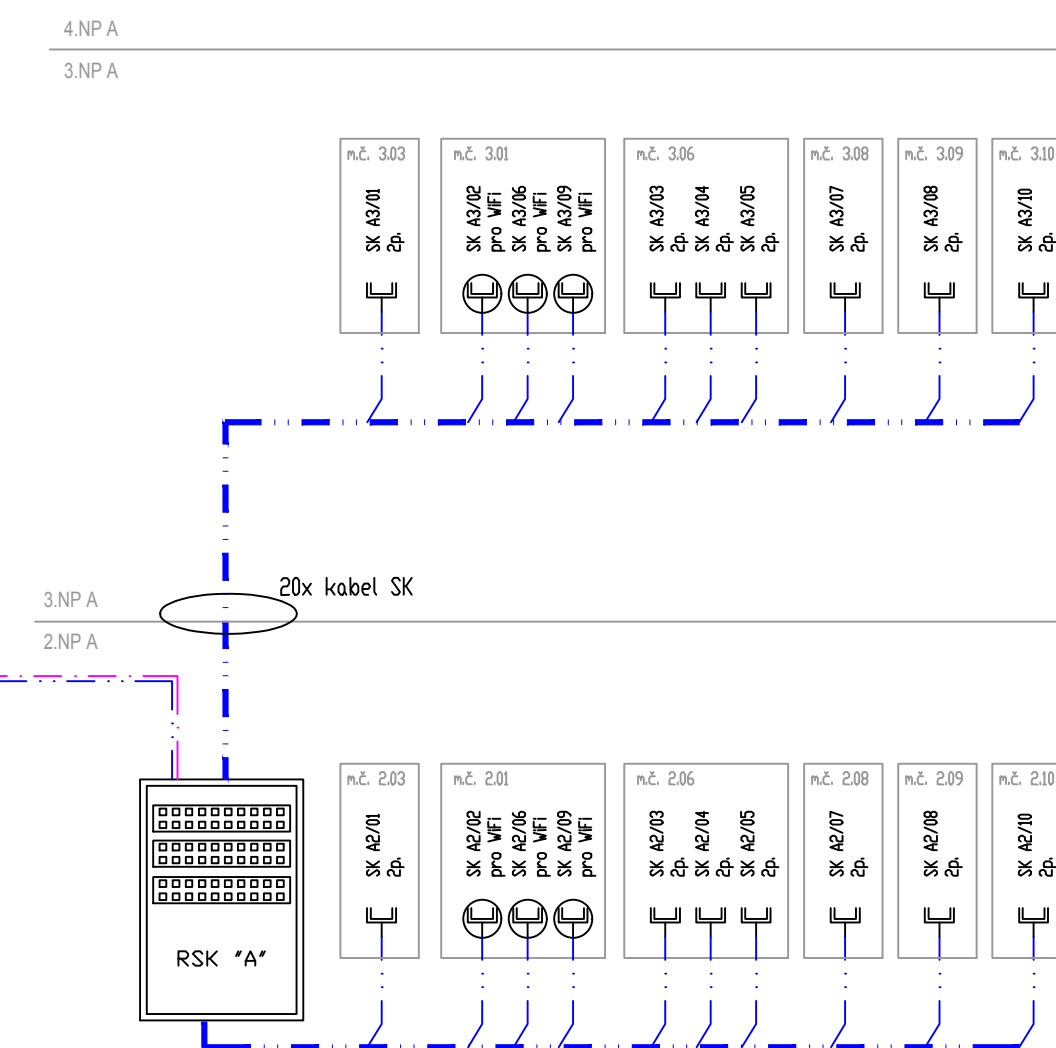 4.NP A
3.NP A
m.č. 3.03
m.č. 3.01
m.č. 3.06
m.č. 3.08
m.č. 3.09
m.č. 3.10
SK A3/01
2p.
SK A3/02
pro WiFi
SK A3/06
pro WiFi
SK A3/09
pro WiFi
SK A3/03
2p.
SK A3/04
2p.
SK A3/05
2p.
SK A3/07
2p.
SK A3/08
2p.
SK A3/10
2p.
20x kabel SK
3.NP A
2.NP A
m.č. 2.03
m.č. 2.01
m.č. 2.06
m.č. 2.08
m.č. 2.09
m.č. 2.10
SK A2/01
2p.
SK A2/02
pro WiFi
SK A2/06
pro WiFi
SK A2/09
pro WiFi
SK A2/03
2p.
SK A2/04
2p.
SK A2/05
2p.
SK A2/07
2p.
SK A2/08
2p.
SK A2/10
2p.
RSK "A"